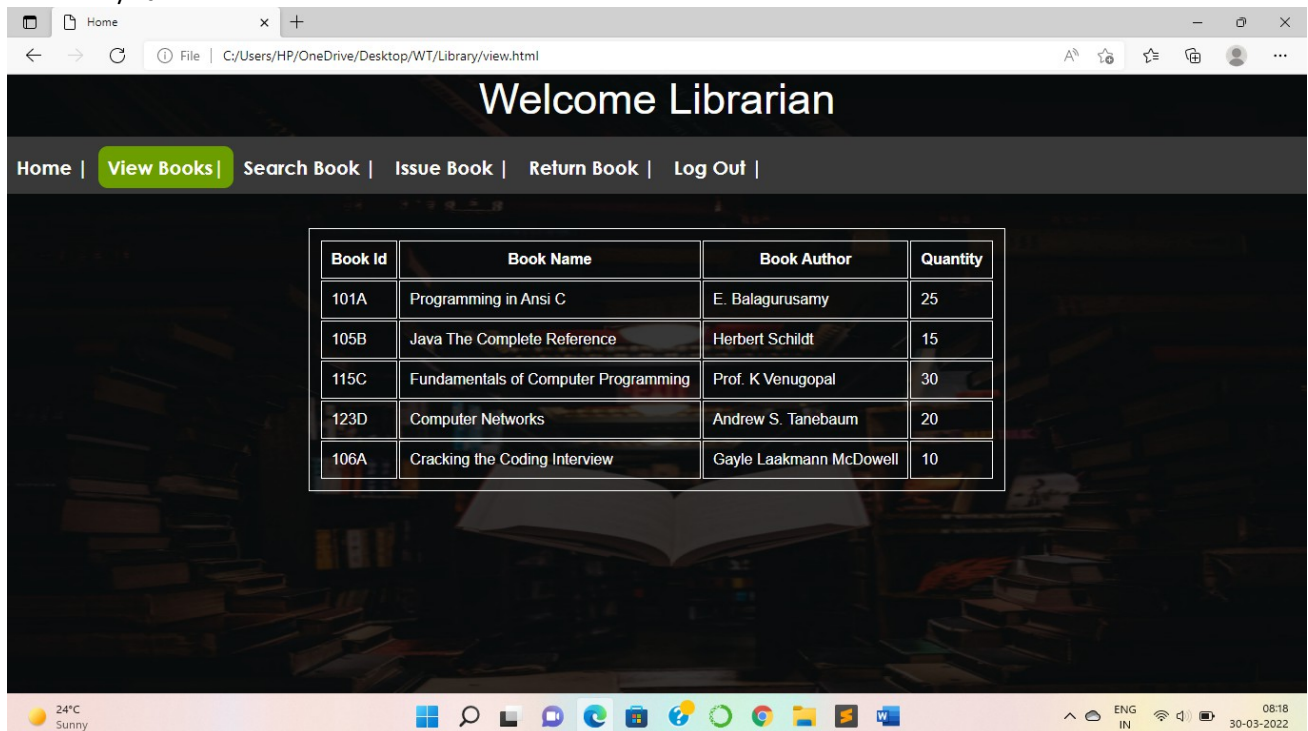 Home
File | C:/Users/HP/OneDrive/Desktop/WT/Library/view.html
Welcome Librarian
Home | View Books| Search Book | Issue Book | Return Book | Log Out |
Book Id Book Name Book Author Quantity
101A Programming in Ansi C E. Balagurusamy 25
105B Java The Complete Reference Herbert Schildt 15
115C Fundamentals of Computer Programming Prof. K Venugopal 30
123D Computer Networks Andrew S. Tanebaum 20
106A Cracking the Coding Interview Gayle Laakmann McDowell 10
24°C
Sunny
ENG
IN
08:18
30-03-2022